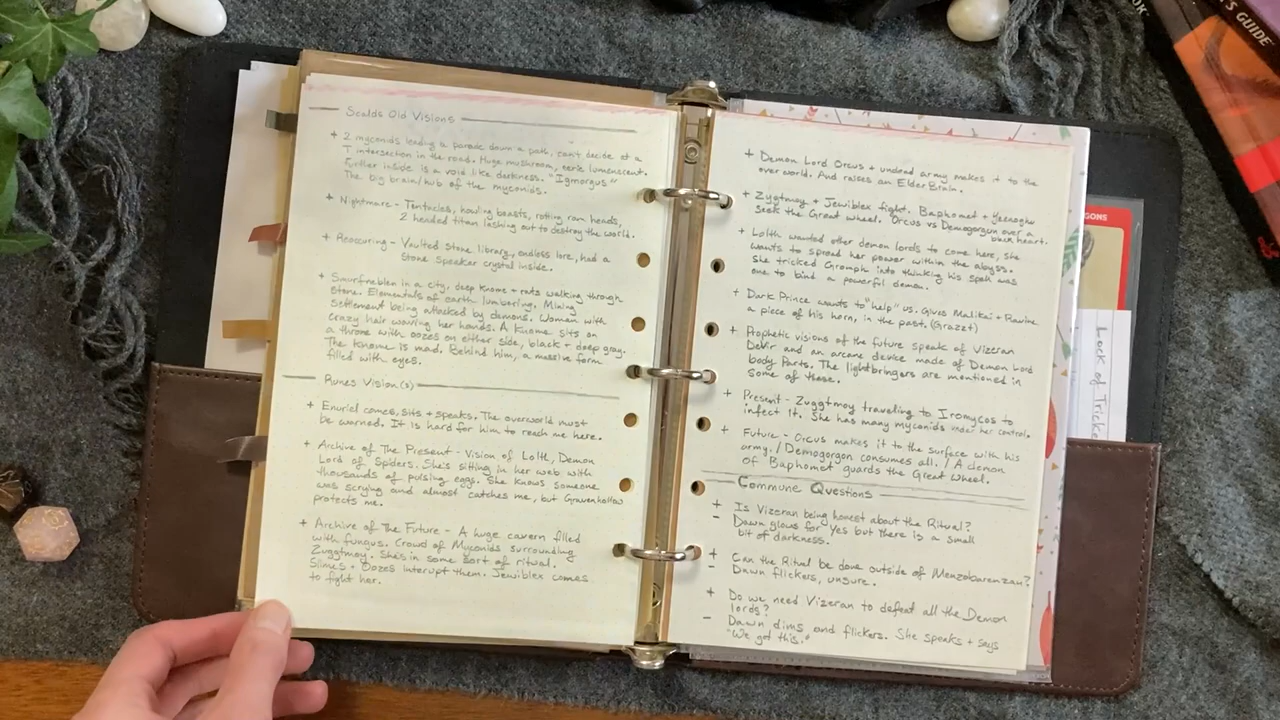 Scalds Old Visions
+ 2 myconids leading a parade down a path, can't decide at a
T intersection in the road. Huge mushroom, eerie lumenscent.
Further inside is a void like darkness. "Igmorgus"
The big brain/hub of the myconids.
+ Nightmare - Tentacles, howling beasts, rotting ram heads,
2 headed titan lashing out to destroy the world.
+ Reoccuring - Vaulted Stone library, endless lore, had a
Stone Speaker crystal inside.
+ Smurfneblen in a city, deep Knome + rats walking through
Stone. Elementals of earth lumbering. Mining
settlement being attacked by demons. Woman with
crazy hair waving her hands. A Knome sits on
a throne with oozes on either side, black + deep gray.
The Knome is mad. Behind him, a massive form
filled with eyes.
Runes Vision(s)
+ Enuriel comes, sits + speaks. The overworld must
be warned. It is hard for him to reach me here.
+ Archive of the Present - Vision of Lolth, Demon
Lord of Spiders. She's sitting in her web with
thousands of pulsing eggs. She knows someone
was scrying and almost catches me, but Gravenhollow
protects me.
+ Archive of The Future - A huge cavern filled
with fungus. Crowd of Myconids surrounding
Zuggtmoy. She's in some sort of ritual.
Slimes + Oozes interupt them. Jewiblex comes
to fight her.
+ Demon Lord Orcus + undead army makes it to the
over world. And raises an Elder Brain.
+ Zygtmoy + Jewiblex fight. Baphomet + Yeenoghu
seek the Great wheel. Orcus vs Demogorgon over a
black heart.
+ Lolth wanted other demon lords to come here, she
wants to spread her power within the abyss.
She tricked Gromph into thinking his spell was
one to bind a powerful demon.
+ Dark Prince wants to "help" us. Gives Malikai + Ravine
a piece of his horn, in the past. (Grazzt)
+ Prophetic visions of the future speak of Vizeran
DeVir and an arcane device made of Demon Lord
body Parts. The lightbringers are mentioned in
some of these.
+ Present - Zuggtmoy traveling to Iromycos to
infect it. She has many myconids under her control.
+ Future - Orcus makes it to the surface with his
army. / Demogorgon consumes all. / A demon
of Baphomet guards the Great Wheel.
Commune Questions
+ Is Vizeran being honest about the Ritual?
- Dawn glows for Yes but there is a small
bit of darkness.
+ Can the Ritual be done outside of Menzobarenzan?
- Dawn flickers, unsure.
+ Do we need Vizeran to defeat all the Demon
lords?
- Dawn dims and flickers. She speaks + says
"We got this."
GONS
Lack of Tricke
'S GUIDE
OK